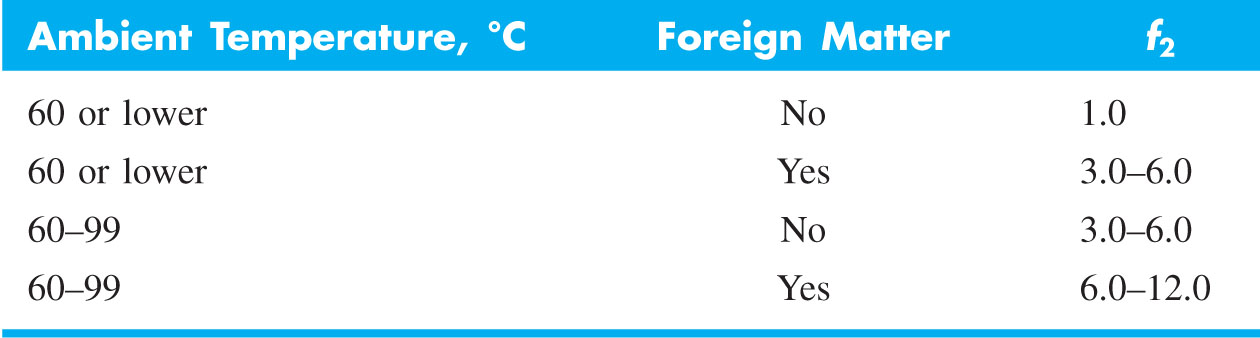 Ambient Temperature, °C Foreign Matter f₂
60 or lower No 1.0
60 or lower Yes 3.0–6.0
60–99 No 3.0–6.0
60–99 Yes 6.0–12.0